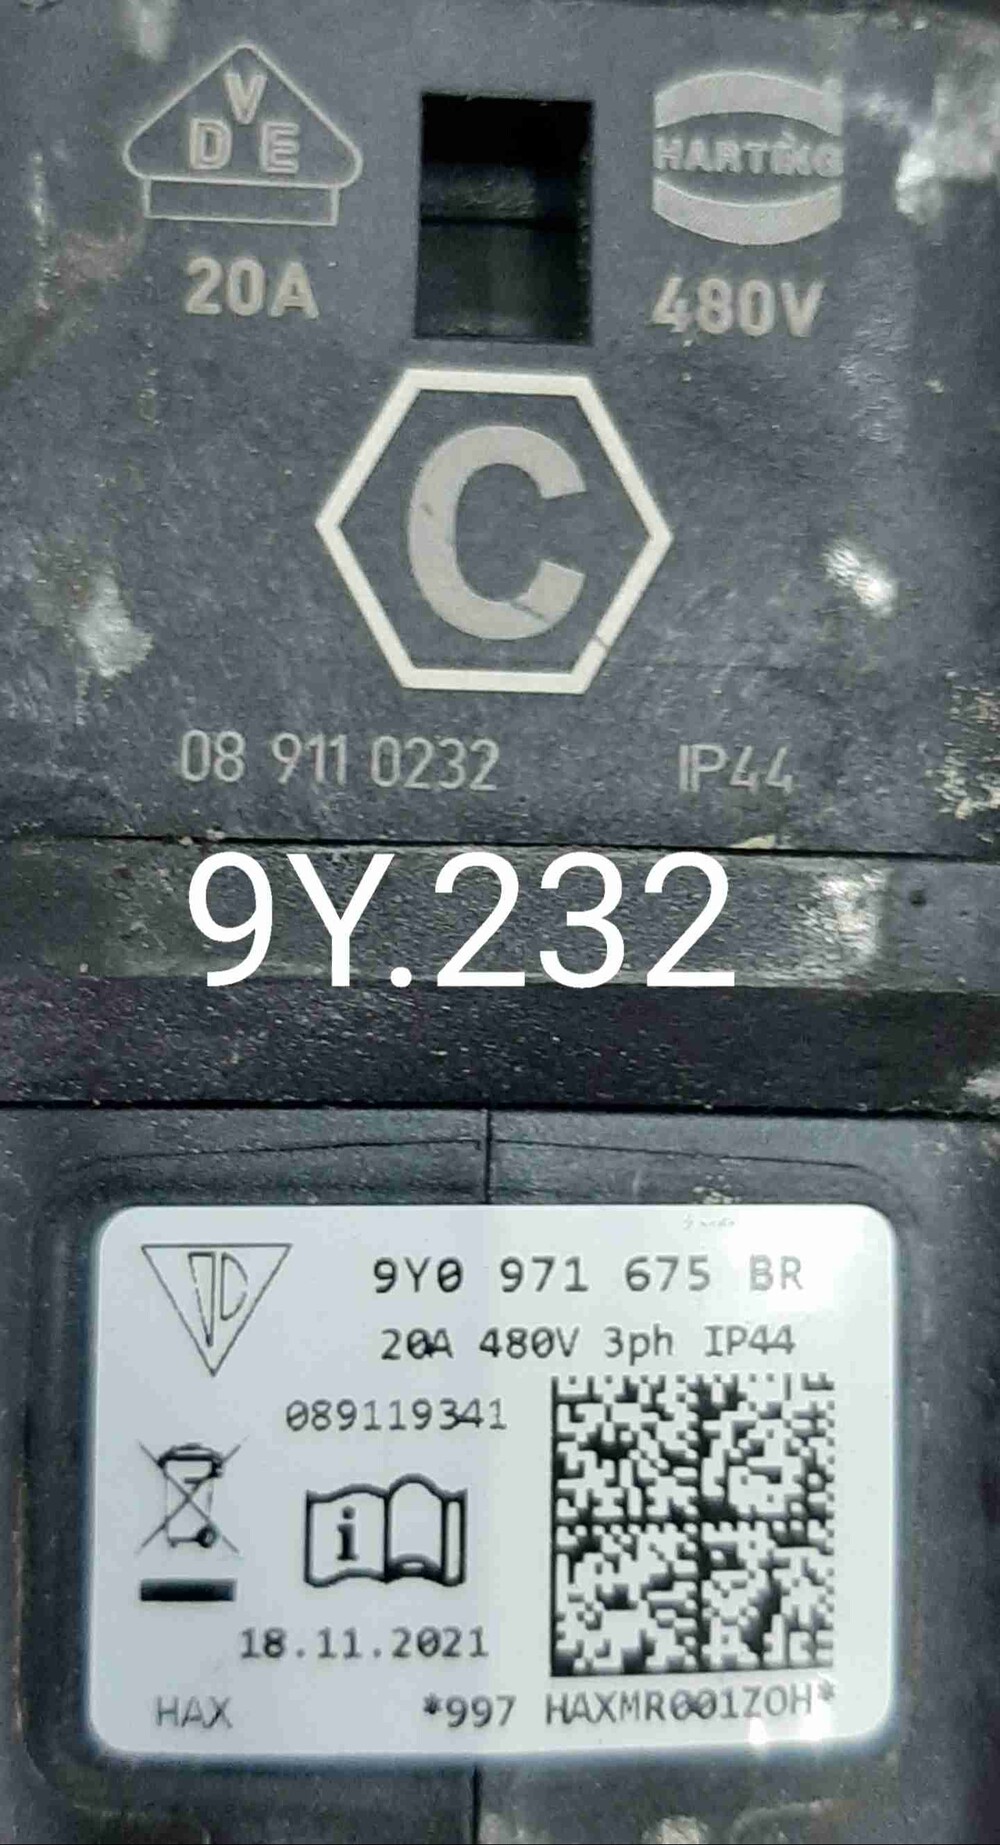 VDE
HARTING
20A
480V
C
08 911 0232 IP44
9Y.232
9Y0 971 675 BR
20A 480V 3ph IP44
089119341
i
18.11.2021
HAX *997 HAXMR001ZOH*